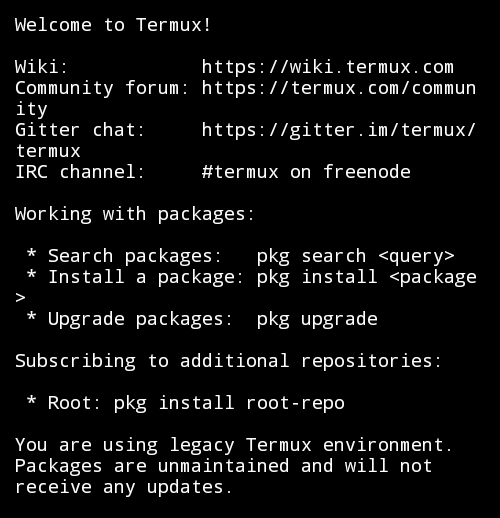 Welcome to Termux!
Wiki:            https://wiki.termux.com
Community forum: https://termux.com/commun
ity
Gitter chat:     https://gitter.im/termux/
termux
IRC channel:     #termux on freenode
Working with packages:
 * Search packages:   pkg search <query>
 * Install a package: pkg install <package
>
 * Upgrade packages:  pkg upgrade
Subscribing to additional repositories:
 * Root: pkg install root-repo
You are using legacy Termux environment.
Packages are unmaintained and will not
receive any updates.